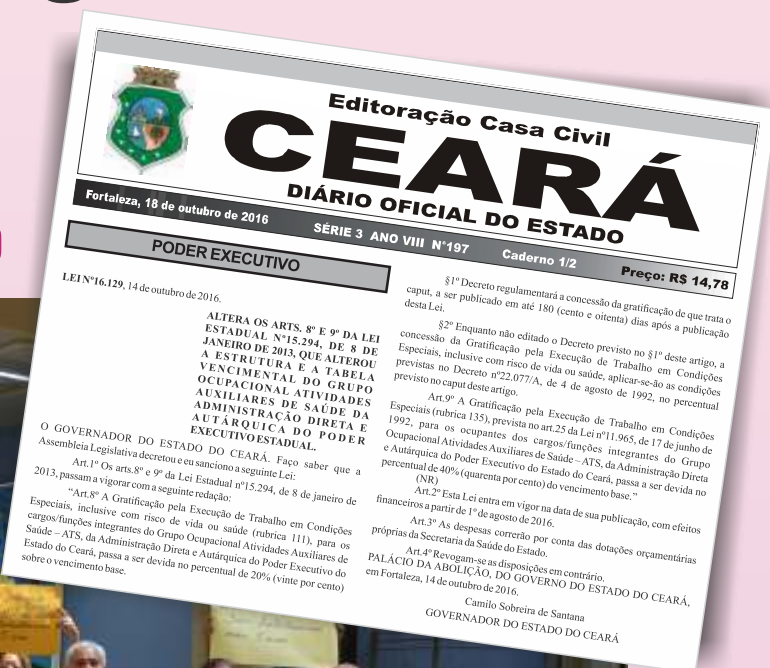 Editoração Casa Civil
CEARÁ
DIÁRIO OFICIAL DO ESTADO
Fortaleza, 18 de outubro de 2016
SÉRIE 3 ANO VIII N°197
Caderno 1/2
Preço: R$ 14,78
PODER EXECUTIVO
LEI Nº16.129, 14 de outubro de 2016.
ALTERA OS ARTS. 8º E 9º DA LEI
ESTADUAL Nº15.294, DE 8 DE
JANEIRO DE 2013, QUE ALTEROU
A ESTRUTURA E A TABELA
VENCIMENTAL DO GRUPO
OCUPACIONAL ATIVIDADES
AUXILIARES DE SAÚDE DA
ADMINISTRAÇÃO DIRETA E
AUTÁRQUICA DO PODER
EXECUTIVO ESTADUAL.
O GOVERNADOR DO ESTADO DO CEARÁ. Faço saber que a
Assembleia Legislativa decretou e eu sanciono a seguinte Lei:
Art.1º Os arts.8º e 9º da Lei Estadual nº15.294, de 8 de janeiro de
2013, passam a vigorar com a seguinte redação:
“Art.8º A Gratificação pela Execução de Trabalho em Condições
Especiais, inclusive com risco de vida ou saúde (rubrica 111), para os
cargos/funções integrantes do Grupo Ocupacional Atividades Auxiliares de
Saúde – ATS, da Administração Direta e Autárquica do Poder Executivo do
Estado do Ceará, passa a ser devida no percentual de 20% (vinte por cento)
sobre o vencimento base.
§1º Decreto regulamentará a concessão da gratificação de que trata o
caput, a ser publicado em até 180 (cento e oitenta) dias após a publicação
desta Lei.
§2º Enquanto não editado o Decreto previsto no §1º deste artigo, a
concessão da Gratificação pela Execução de Trabalho em Condições
Especiais, inclusive com risco de vida ou saúde, aplicar-se-ão as condições
previstas no Decreto nº22.077/A, de 4 de agosto de 1992, no percentual
previsto no caput deste artigo.
Art.9º A Gratificação pela Execução de Trabalho em Condições
Especiais (rubrica 135), prevista no art.25 da Lei nº11.965, de 17 de junho de
1992, para os ocupantes dos cargos/funções integrantes do Grupo
Ocupacional Atividades Auxiliares de Saúde – ATS, da Administração Direta
e Autárquica do Poder Executivo do Estado do Ceará, passa a ser devida no
percentual de 40% (quarenta por cento) do vencimento base.”
(NR)
Art.2º Esta Lei entra em vigor na data de sua publicação, com efeitos
financeiros a partir de 1º de agosto de 2016.
Art.3º As despesas correrão por conta das dotações orçamentárias
próprias da Secretaria da Saúde do Estado.
Art.4º Revogam-se as disposições em contrário.
PALÁCIO DA ABOLIÇÃO, DO GOVERNO DO ESTADO DO CEARÁ,
em Fortaleza, 14 de outubro de 2016.
Camilo Sobreira de Santana
GOVERNADOR DO ESTADO DO CEARÁ